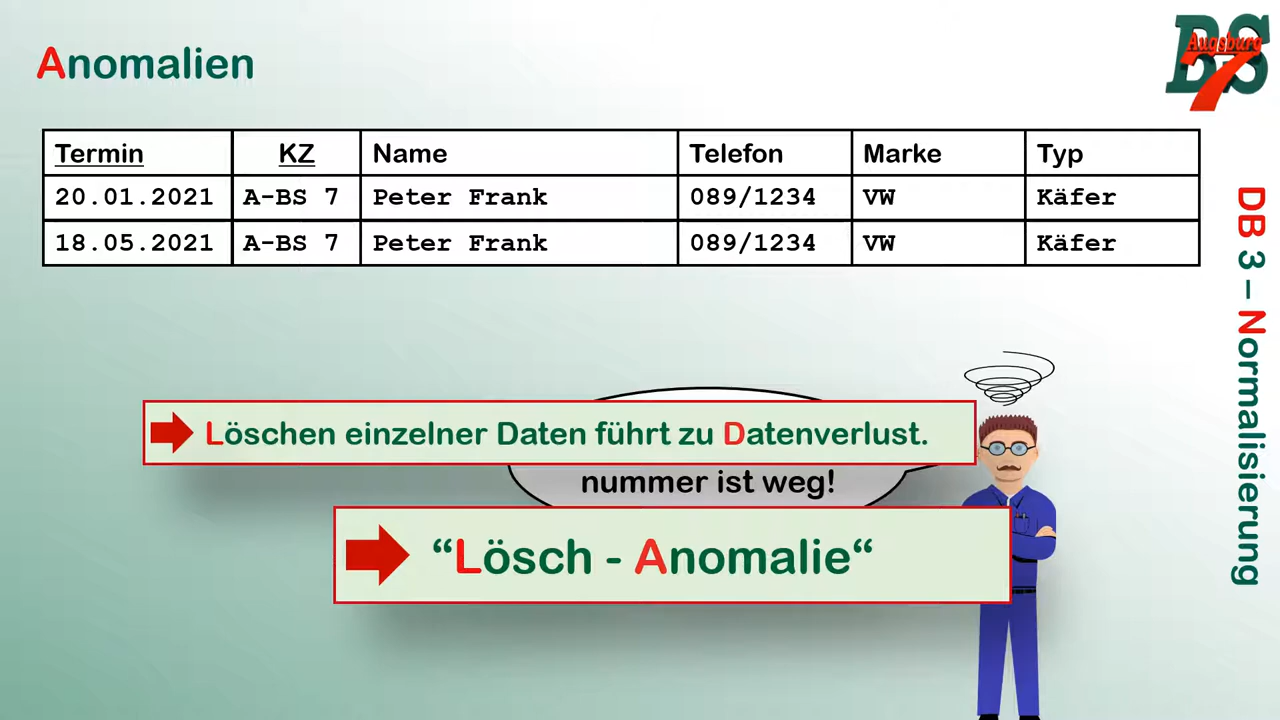 Anomalien
BS
Augsburg
7
Termin KZ Name Telefon Marke Typ
20.01.2021 A-BS 7 Peter Frank 089/1234 VW Käfer
18.05.2021 A-BS 7 Peter Frank 089/1234 VW Käfer
Löschen einzelner Daten führt zu Datenverlust.
nummer ist weg!
“Lösch - Anomalie“
DB 3 – Normalisierung